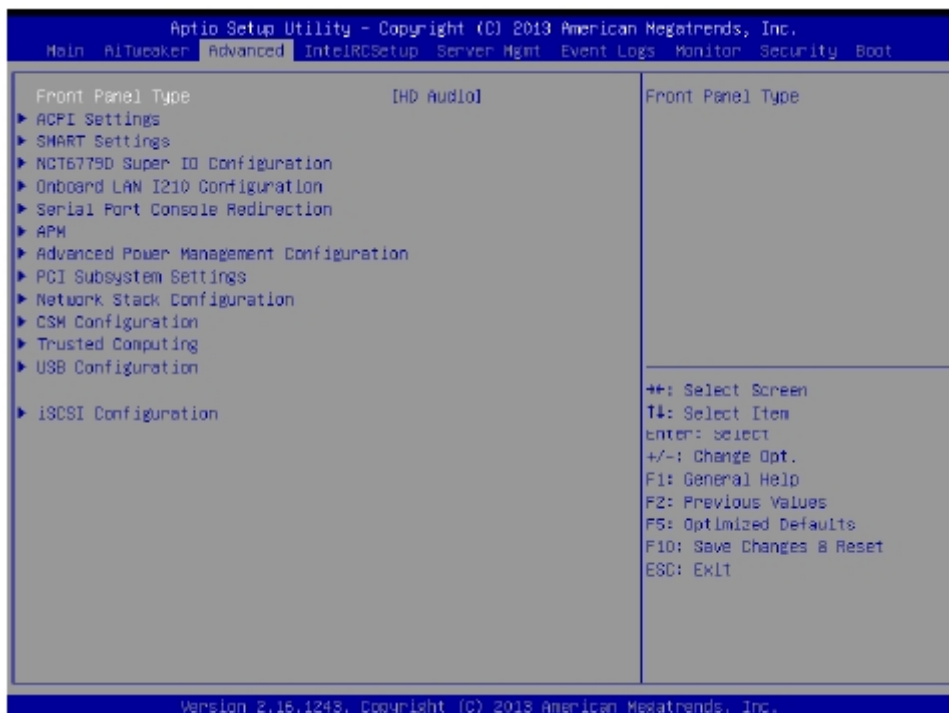 Aptio Setup Utility - Copyright (C) 2013 American Megatrends, Inc.
Main AiTweaker Advanced IntelRCSetup Server Mgmt Event Logs Monitor Security Boot
Front Panel Type [HD Audio]
▶ ACPI Settings
▶ SMART Settings
▶ NCT6779D Super IO Configuration
▶ Onboard LAN I210 Configuration
▶ Serial Port Console Redirection
▶ APM
▶ Advanced Power Management Configuration
▶ PCI Subsystem Settings
▶ Network Stack Configuration
▶ CSM Configuration
▶ Trusted Computing
▶ USB Configuration
▶ iSCSI Configuration
Front Panel Type
→←: Select Screen
↑↓: Select Item
Enter: Select
+/-: Change Opt.
F1: General Help
F2: Previous Values
F5: Optimized Defaults
F10: Save Changes & Reset
ESC: Exit
Version 2.16.1243. Copyright (C) 2013 American Megatrends, Inc.